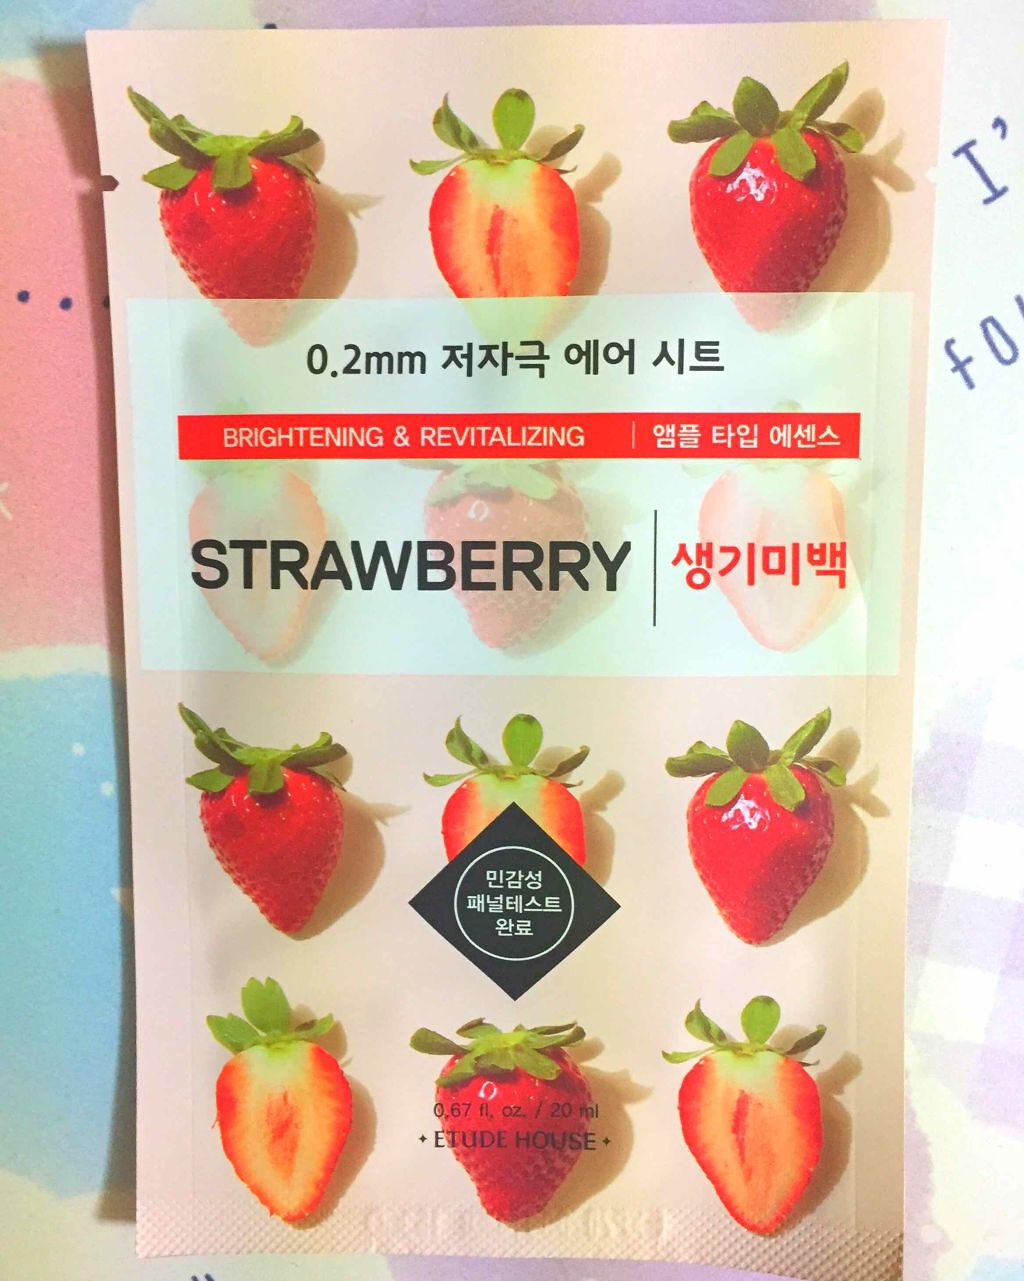 0.2mm 저자극 에어 시트
BRIGHTENING & REVITALIZING | 앰플 타입 에센스
STRAWBERRY | 생기미백
민감성
패널테스트
완료
0.67 fl. oz. / 20 ml
ETUDE HOUSE
I'